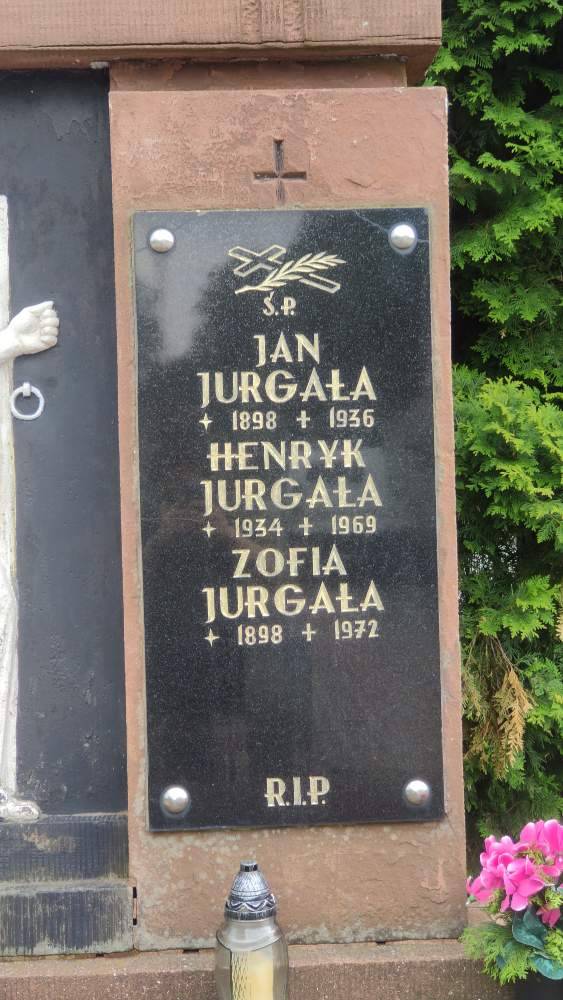 Ś.P.
JAN
JURGAŁA
1898 + 1936
HENRYK
JURGAŁA
1934 + 1969
ZOFIA
JURGAŁA
1898 + 1972
R.I.P.